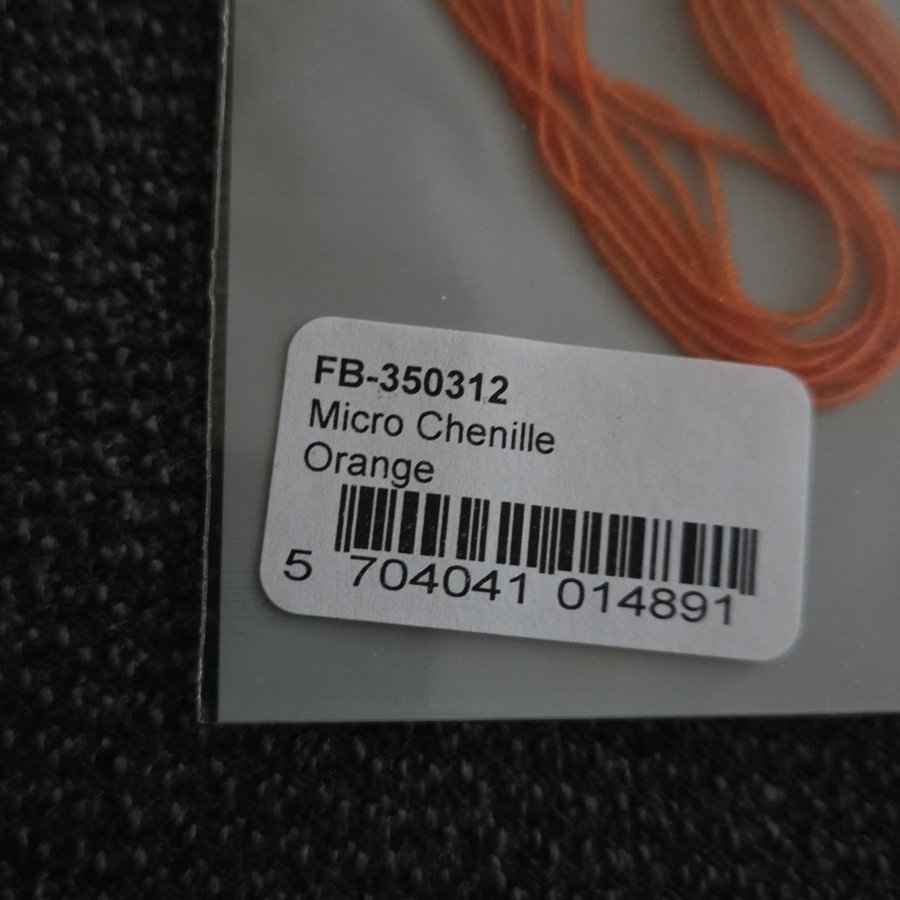 FB-350312
Micro Chenille
Orange
5 704041 014891